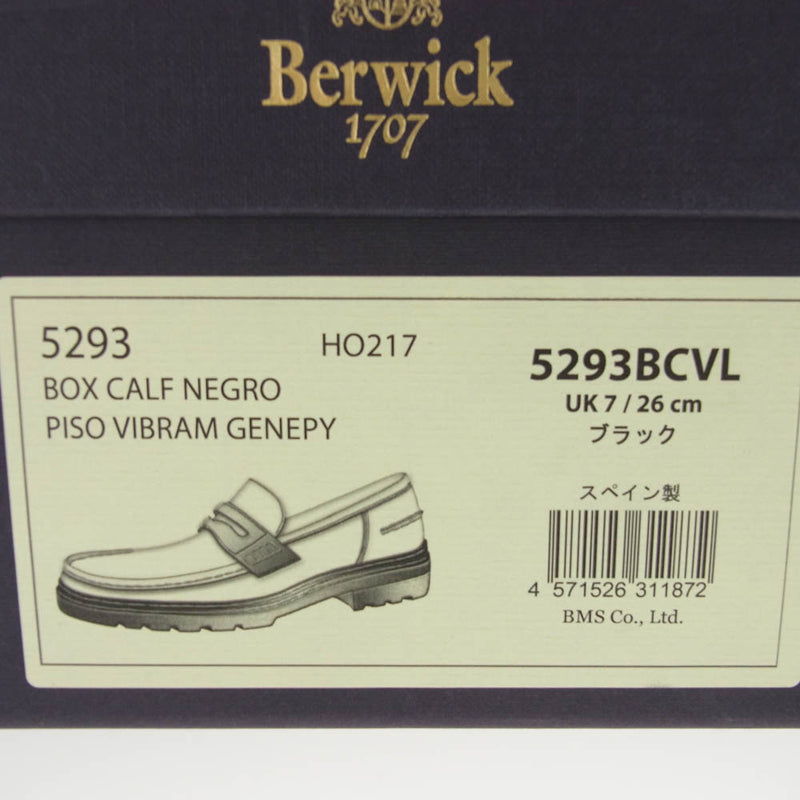 Berwick
1707
5293
HO217
BOX CALF NEGRO
PISO VIBRAM GENEPY
5293BCVL
UK 7 / 26 cm
ブラック
スペイン製
4 571526 311872
BMS Co., Ltd.